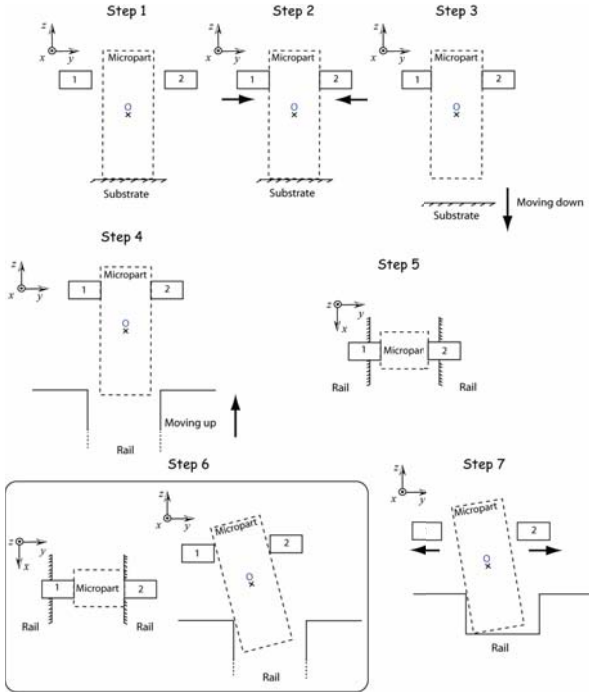 Step 1
z
x
y
Micropart
1
2
O
Substrate
Step 2
z
x
y
Micropart
1
2
O
Substrate
Step 3
z
x
y
Micropart
1
2
O
Substrate
Moving down
Step 4
z
x
y
Micropart
1
2
O
Moving up
Rail
Step 5
z
y
x
1
Micropar
2
Rail
Rail
Step 6
z
y
x
1
Micropart
2
Rail
Rail
z
x
y
Micropart
1
2
O
Rail
Step 7
z
x
y
Micropart
2
O
Rail